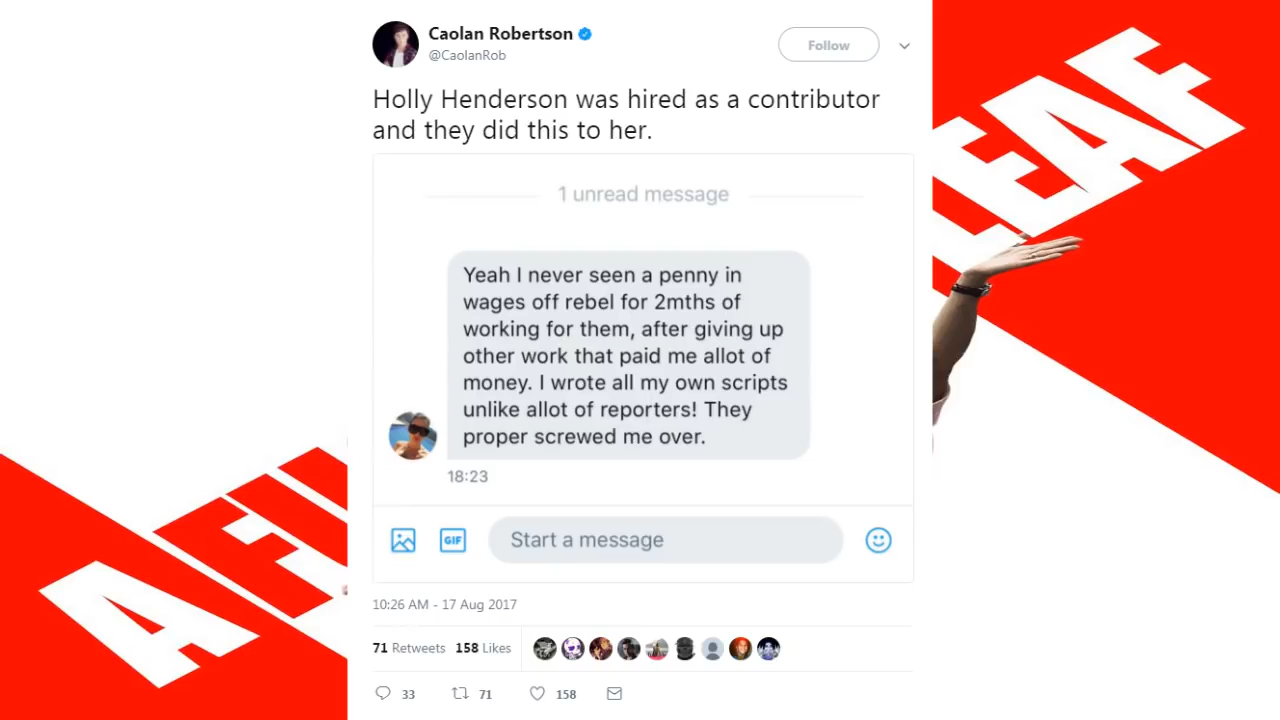 Caolan Robertson
@CaolanRob
Follow
Holly Henderson was hired as a contributor
and they did this to her.
1 unread message
Yeah I never seen a penny in
wages off rebel for 2mths of
working for them, after giving up
other work that paid me allot of
money. I wrote all my own scripts
unlike allot of reporters! They
proper screwed me over.
18:23
GIF
Start a message
10:26 AM - 17 Aug 2017
71 Retweets 158 Likes
33 71 158
A
LEAF